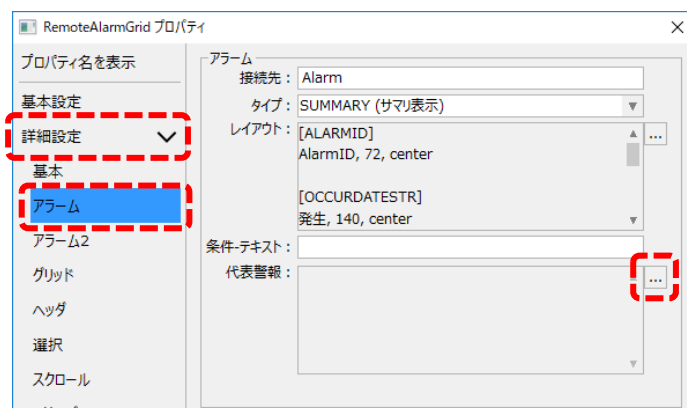 RemoteAlarmGrid プロパティ
プロパティ名を表示
基本設定
詳細設定
基本
アラーム
アラーム2
グリッド
ヘッダ
選択
スクロール
アラーム
接続先： Alarm
タイプ： SUMMARY (サマリ表示)
レイアウト： [ALARMID]
AlarmID, 72, center
[OCCURDATESTR]
発生, 140, center
...
条件-テキスト：
代表警報：
...